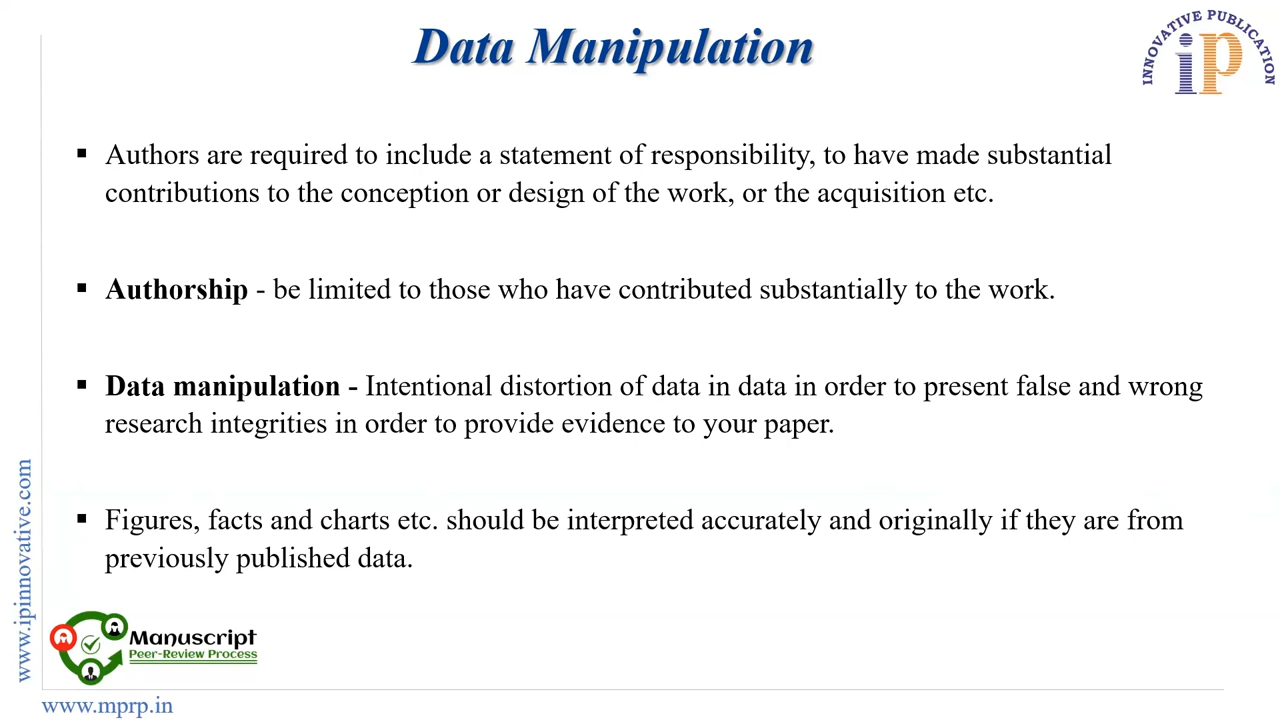 Data Manipulation
INNOVATIVE PUBLICATION
iP
▪ Authors are required to include a statement of responsibility, to have made substantial
contributions to the conception or design of the work, or the acquisition etc.
▪ Authorship - be limited to those who have contributed substantially to the work.
▪ Data manipulation - Intentional distortion of data in data in order to present false and wrong
research integrities in order to provide evidence to your paper.
▪ Figures, facts and charts etc. should be interpreted accurately and originally if they are from
previously published data.
www.ipinnovative.com
Manuscript
Peer-Review Process
www.mprp.in